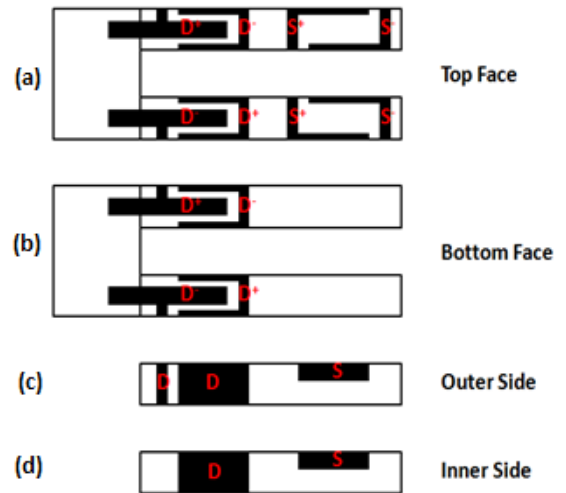 D⁺ D⁻ S⁺ S⁻
(a) Top Face
D⁻ D⁺ S⁺ S⁻
D⁺ D⁻
(b) Bottom Face
D⁻ D⁺
(c) D D S Outer Side
(d) D S Inner Side